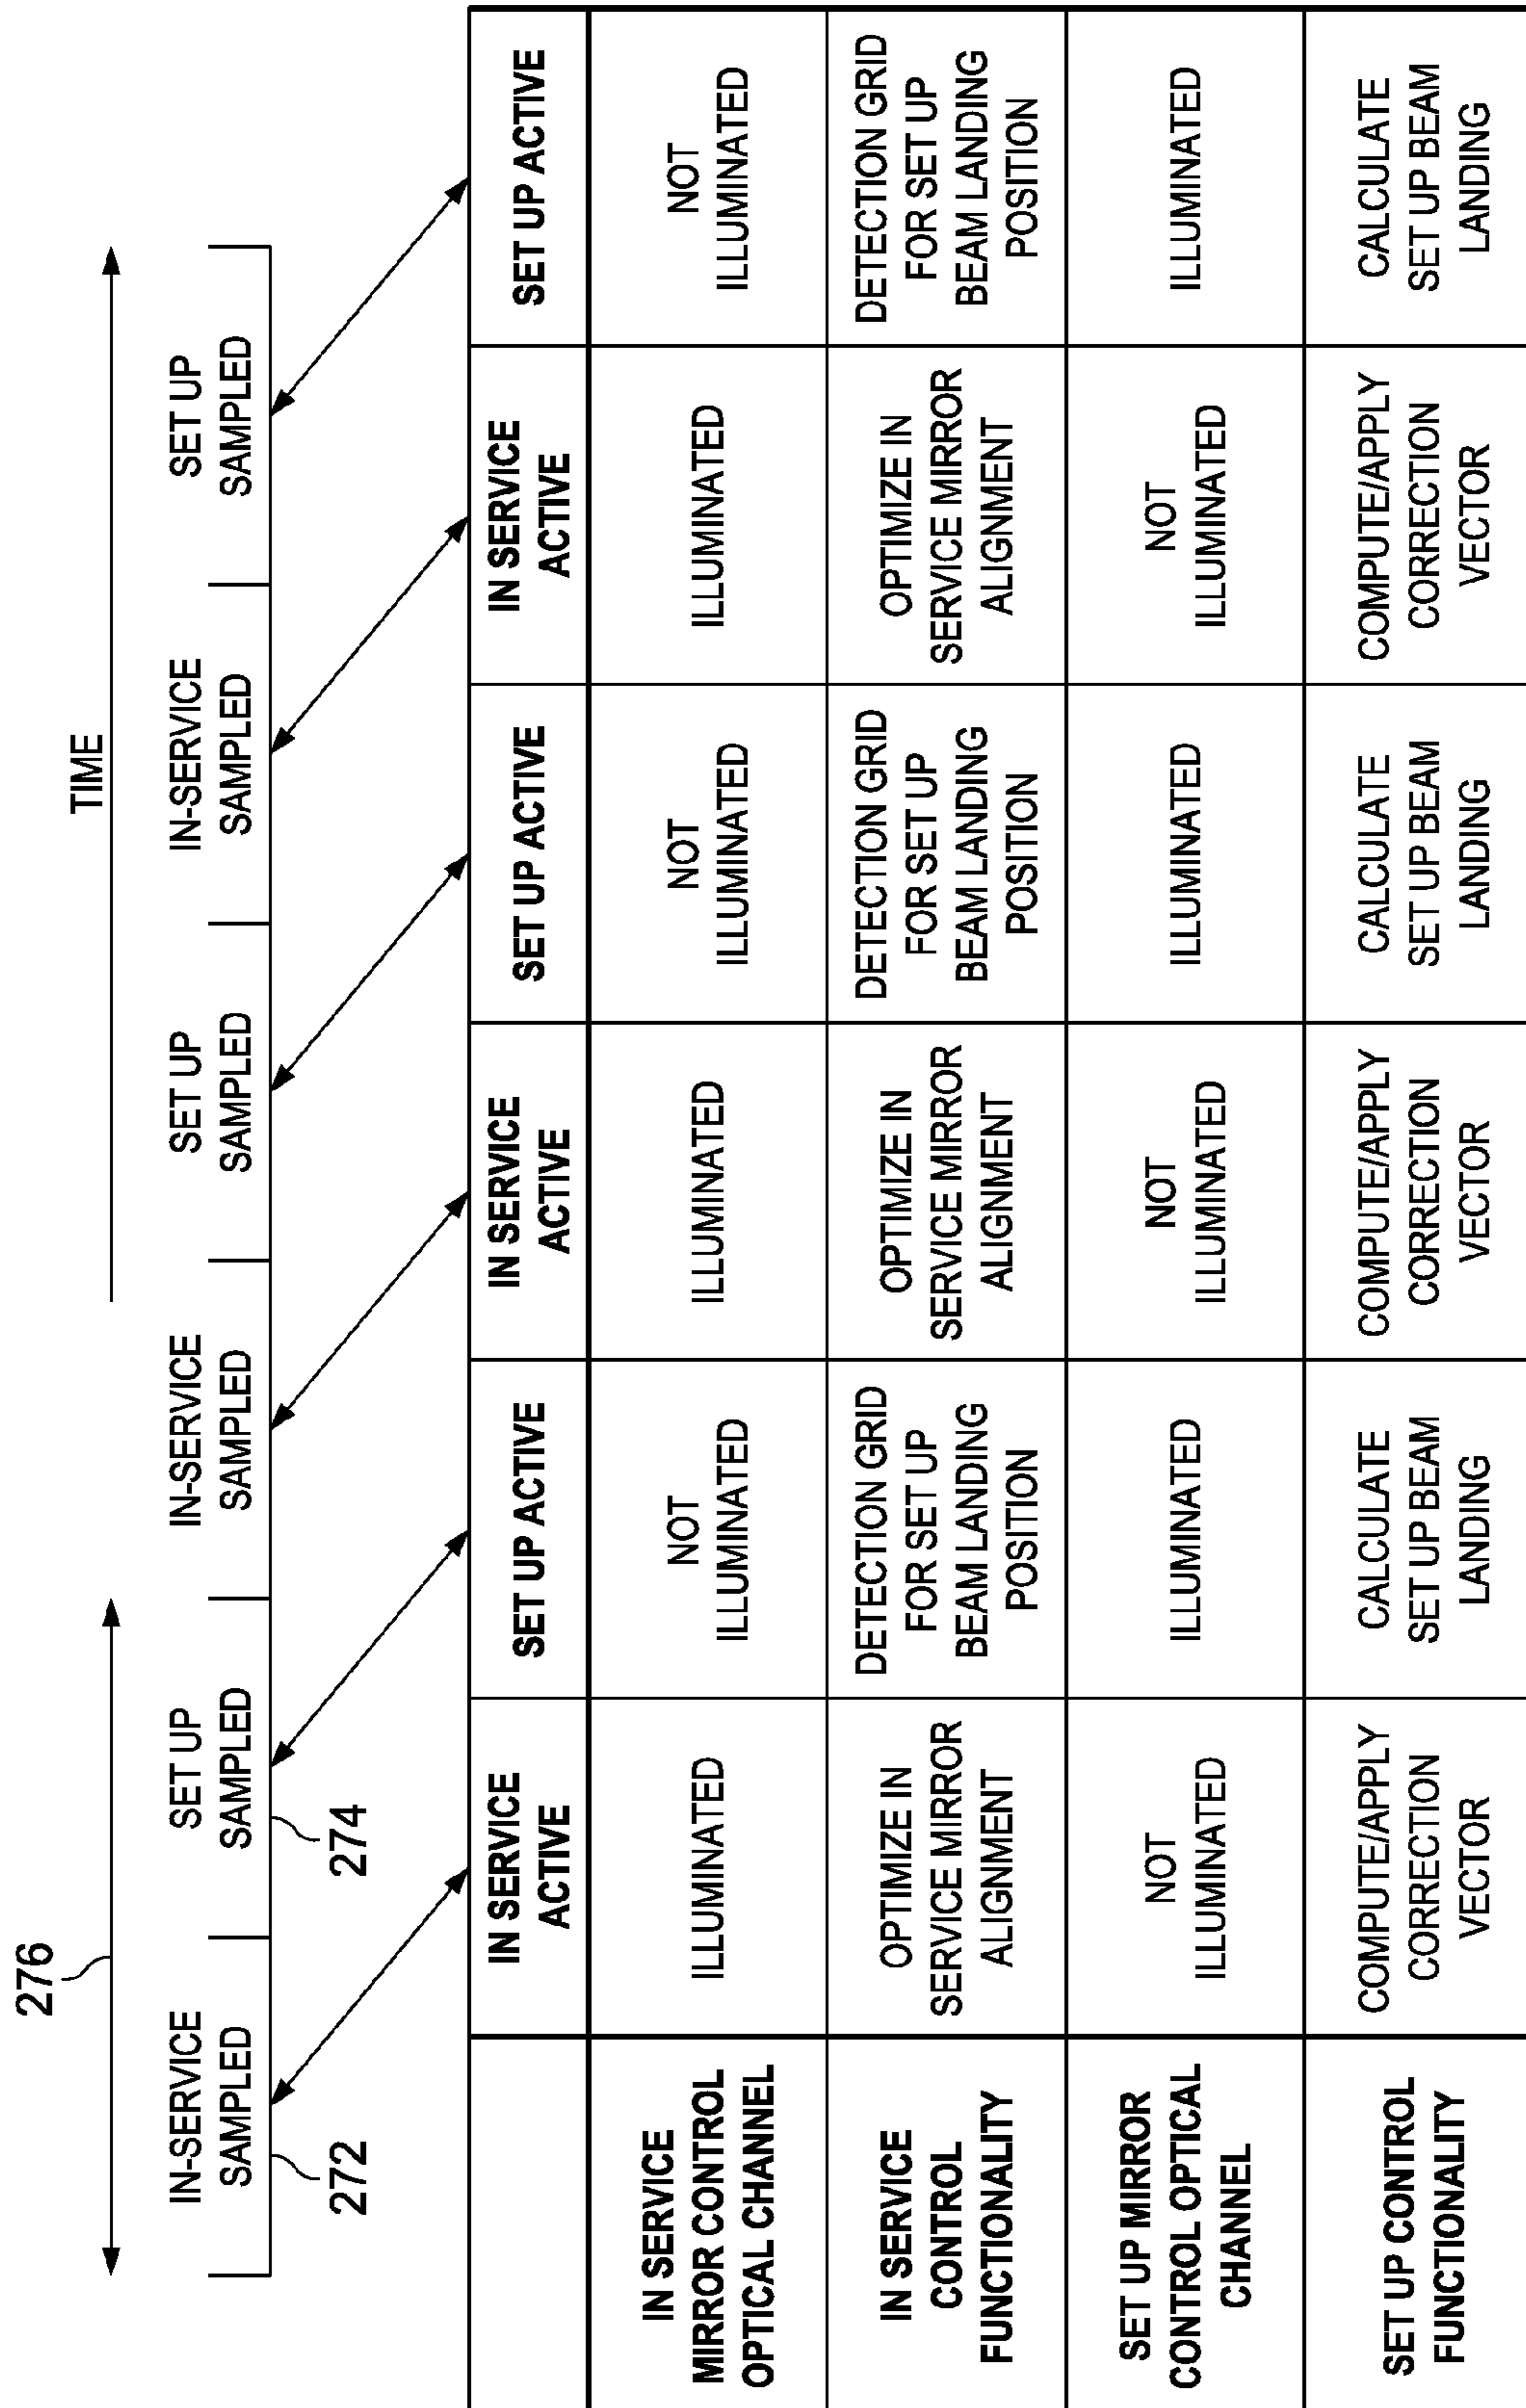 276
TIME
IN-SERVICE
SAMPLED
SET UP
SAMPLED
IN-SERVICE
SAMPLED
SET UP
SAMPLED
IN-SERVICE
SAMPLED
SET UP
SAMPLED
272
274
IN SERVICE
ACTIVE
SET UP ACTIVE
IN SERVICE
ACTIVE
SET UP ACTIVE
IN SERVICE
ACTIVE
SET UP ACTIVE
IN SERVICE
MIRROR CONTROL
OPTICAL CHANNEL
ILLUMINATED
NOT
ILLUMINATED
ILLUMINATED
NOT
ILLUMINATED
ILLUMINATED
NOT
ILLUMINATED
IN SERVICE
CONTROL
FUNCTIONALITY
OPTIMIZE IN
SERVICE MIRROR
ALIGNMENT
DETECTION GRID
FOR SET UP
BEAM LANDING
POSITION
OPTIMIZE IN
SERVICE MIRROR
ALIGNMENT
DETECTION GRID
FOR SET UP
BEAM LANDING
POSITION
OPTIMIZE IN
SERVICE MIRROR
ALIGNMENT
DETECTION GRID
FOR SET UP
BEAM LANDING
POSITION
SET UP MIRROR
CONTROL OPTICAL
CHANNEL
NOT
ILLUMINATED
ILLUMINATED
NOT
ILLUMINATED
ILLUMINATED
NOT
ILLUMINATED
ILLUMINATED
SET UP CONTROL
FUNCTIONALITY
COMPUTE/APPLY
CORRECTION
VECTOR
CALCULATE
SET UP BEAM
LANDING
COMPUTE/APPLY
CORRECTION
VECTOR
CALCULATE
SET UP BEAM
LANDING
COMPUTE/APPLY
CORRECTION
VECTOR
CALCULATE
SET UP BEAM
LANDING